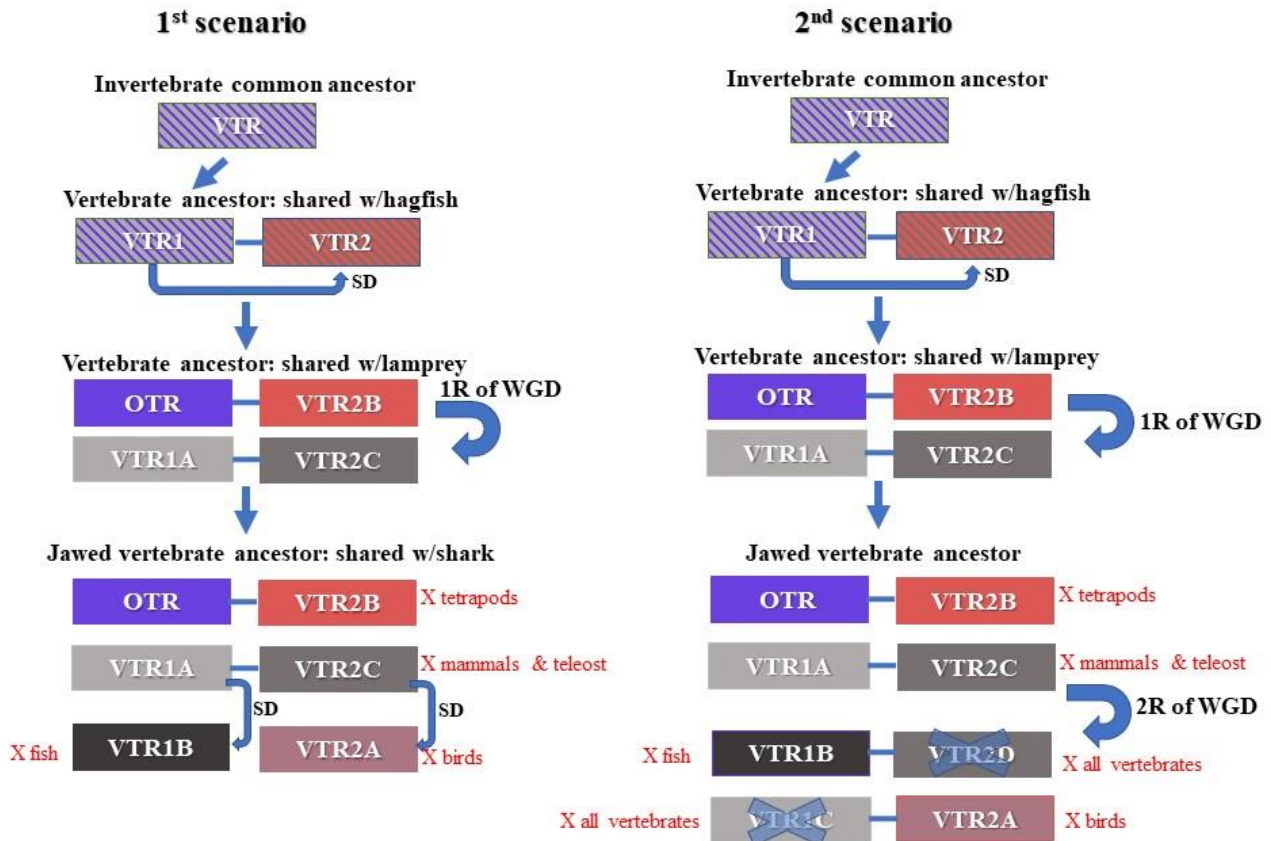 1st scenario
Invertebrate common ancestor
VTR
Vertebrate ancestor: shared w/hagfish
VTR1 VTR2
SD
Vertebrate ancestor: shared w/lamprey
OTR VTR2B 1R of WGD
VTR1A VTR2C
Jawed vertebrate ancestor: shared w/shark
OTR VTR2B X tetrapods
VTR1A VTR2C X mammals & teleost
SD SD
X fish VTR1B VTR2A X birds
2nd scenario
Invertebrate common ancestor
VTR
Vertebrate ancestor: shared w/hagfish
VTR1 VTR2
SD
Vertebrate ancestor: shared w/lamprey
OTR VTR2B 1R of WGD
VTR1A VTR2C
Jawed vertebrate ancestor
OTR VTR2B X tetrapods
VTR1A VTR2C X mammals & teleost
2R of WGD
X fish VTR1B VTR2D X all vertebrates
X all vertebrates VTR1C VTR2A X birds